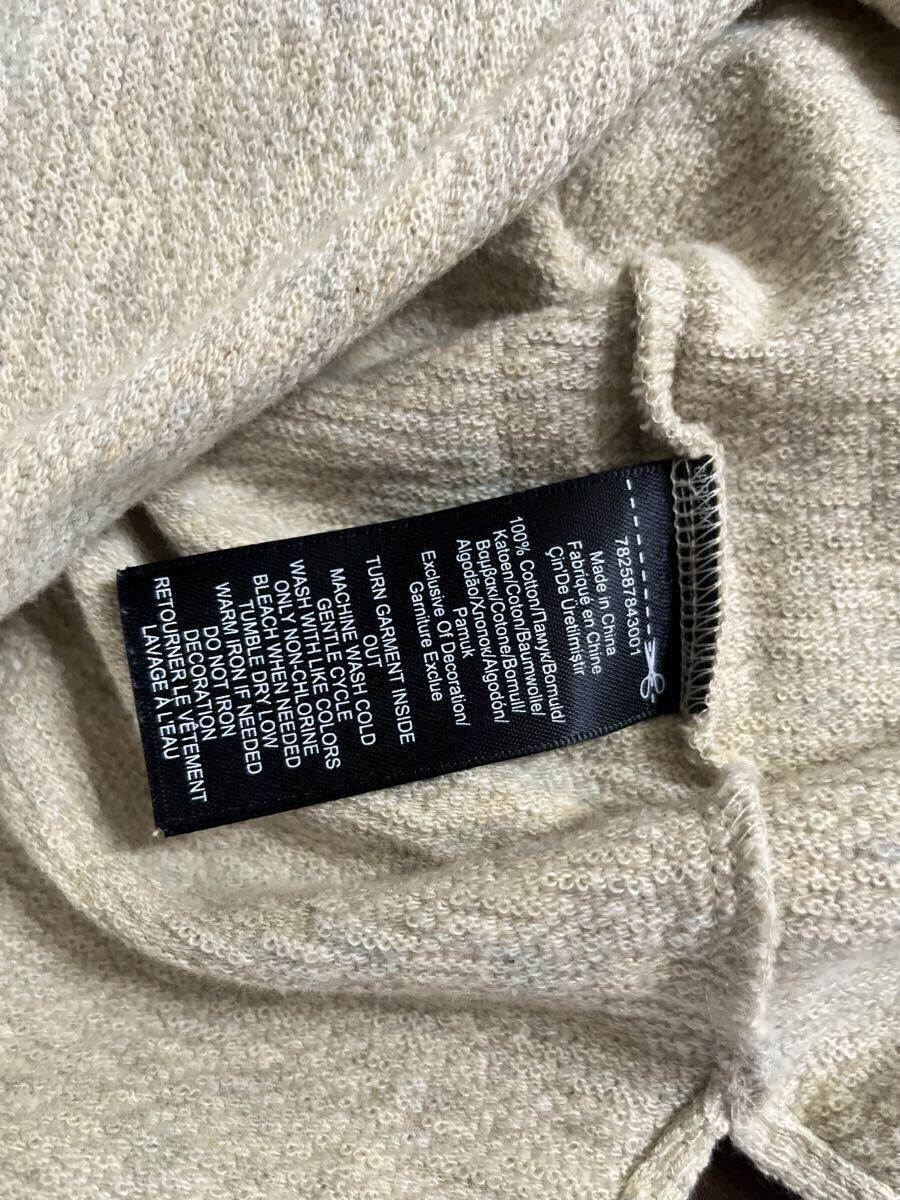 782587843001
Made in China
Fabriqué en Chine
Çin'De Üretilmiştir
100% Cotton/Памук/Bomuld/
Katoen/Coton/Baumwolle/
Βαμβακι/Cotone/Bomull/
Algodão/Хлопок/Algodón/
Pamuk
Exclusive Of Decoration/
Garniture Exclue
TURN GARMENT INSIDE
OUT
MACHINE WASH COLD
GENTLE CYCLE
WASH WITH LIKE COLORS
ONLY NON-CHLORINE
BLEACH WHEN NEEDED
TUMBLE DRY LOW
WARM IRON IF NEEDED
DO NOT IRON
DECORATION
RETOURNER LE VÊTEMENT
LAVAGE À L'EAU